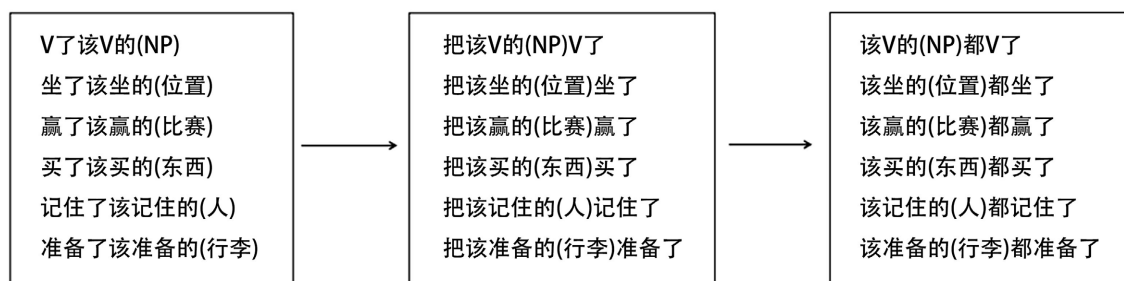 V了该V的(NP)
坐了该坐的(位置)
赢了该赢的(比赛)
买了该买的(东西)
记住了该记住的(人)
准备了该准备的(行李)
把该V的(NP)V了
把该坐的(位置)坐了
把该赢的(比赛)赢了
把该买的(东西)买了
把该记住的(人)记住了
把该准备的(行李)准备了
该V的(NP)都V了
该坐的(位置)都坐了
该赢的(比赛)都赢了
该买的(东西)都买了
该记住的(人)都记住了
该准备的(行李)都准备了